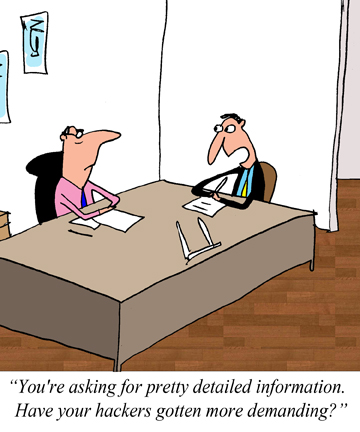 “You're asking for pretty detailed information.
Have your hackers gotten more demanding?”